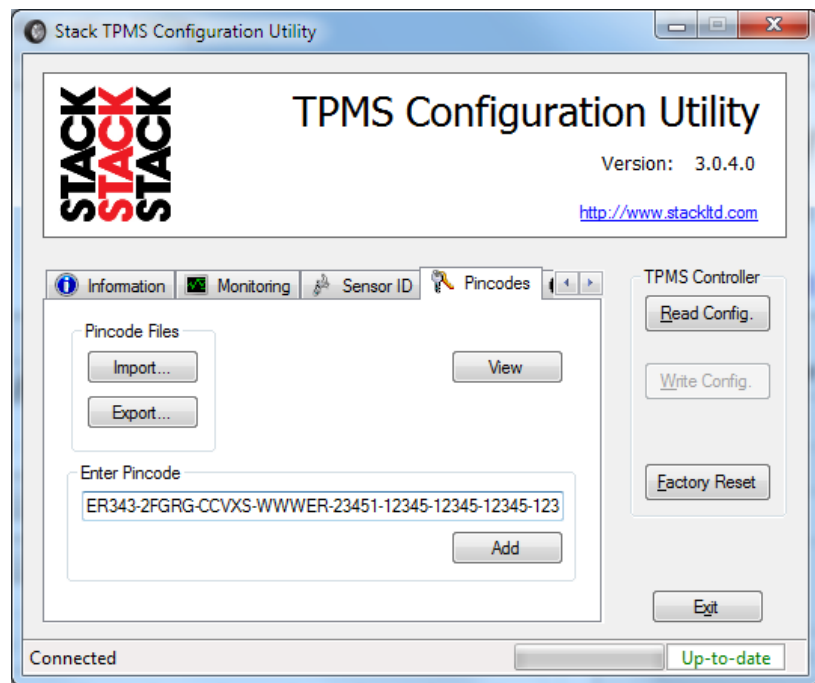 Stack TPMS Configuration Utility
STACK
STACK
STACK
TPMS Configuration Utility
Version: 3.0.4.0
http://www.stackltd.com
Information
Monitoring
Sensor ID
Pincodes
TPMS Controller
Read Config.
Write Config.
Factory Reset
Pincode Files
Import...
Export...
View
Enter Pincode
ER343-2FGRG-CCVXS-WWWER-23451-12345-12345-12345-123
Add
Exit
Connected
Up-to-date